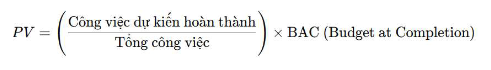 PV = (Công việc dự kiến hoàn thành / Tổng công việc) × BAC (Budget at Completion)